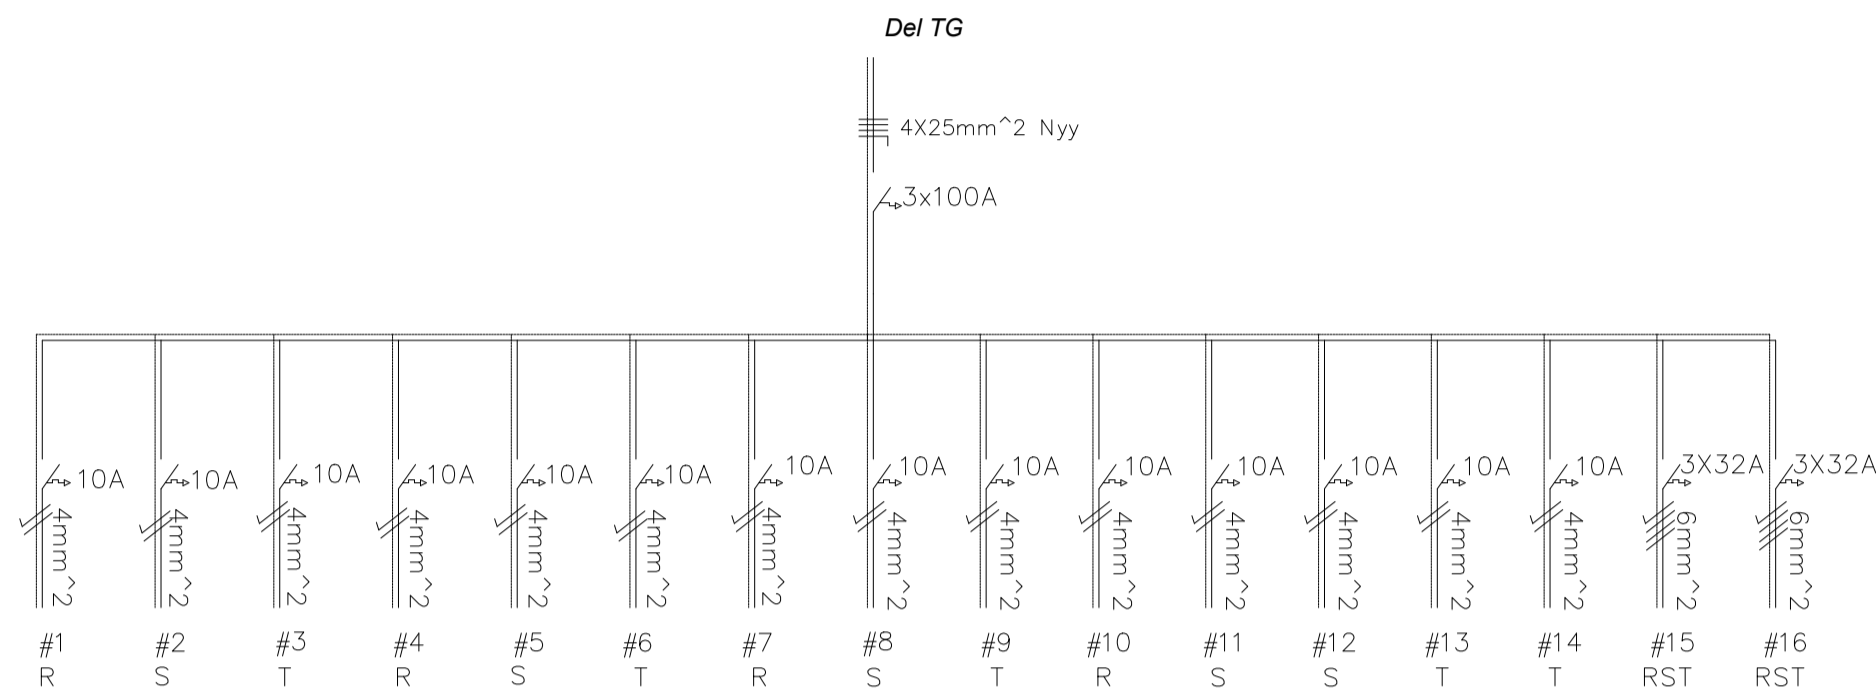 Del TG
4X25mm^2 Nyy
3x100A
10A 10A 10A 10A 10A 10A 10A 10A 10A 10A 10A 10A 10A 10A 3X32A 3X32A
4mm^2 4mm^2 4mm^2 4mm^2 4mm^2 4mm^2 4mm^2 4mm^2 4mm^2 4mm^2 4mm^2 4mm^2 4mm^2 4mm^2 6mm^2 6mm^2
#1 #2 #3 #4 #5 #6 #7 #8 #9 #10 #11 #12 #13 #14 #15 #16
R S T R S T R S T R S S T T RST RST